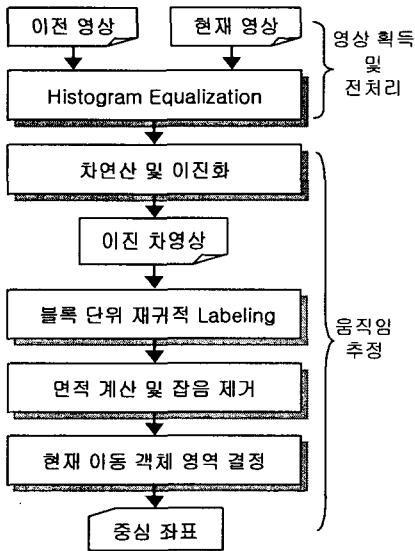 이전 영상
현재 영상
영상 획득
및
전처리
Histogram Equalization
차연산 및 이진화
이진 차영상
블록 단위 재귀적 Labeling
움직임
추정
면적 계산 및 잡음 제거
현재 이동 객체 영역 결정
중심 좌표